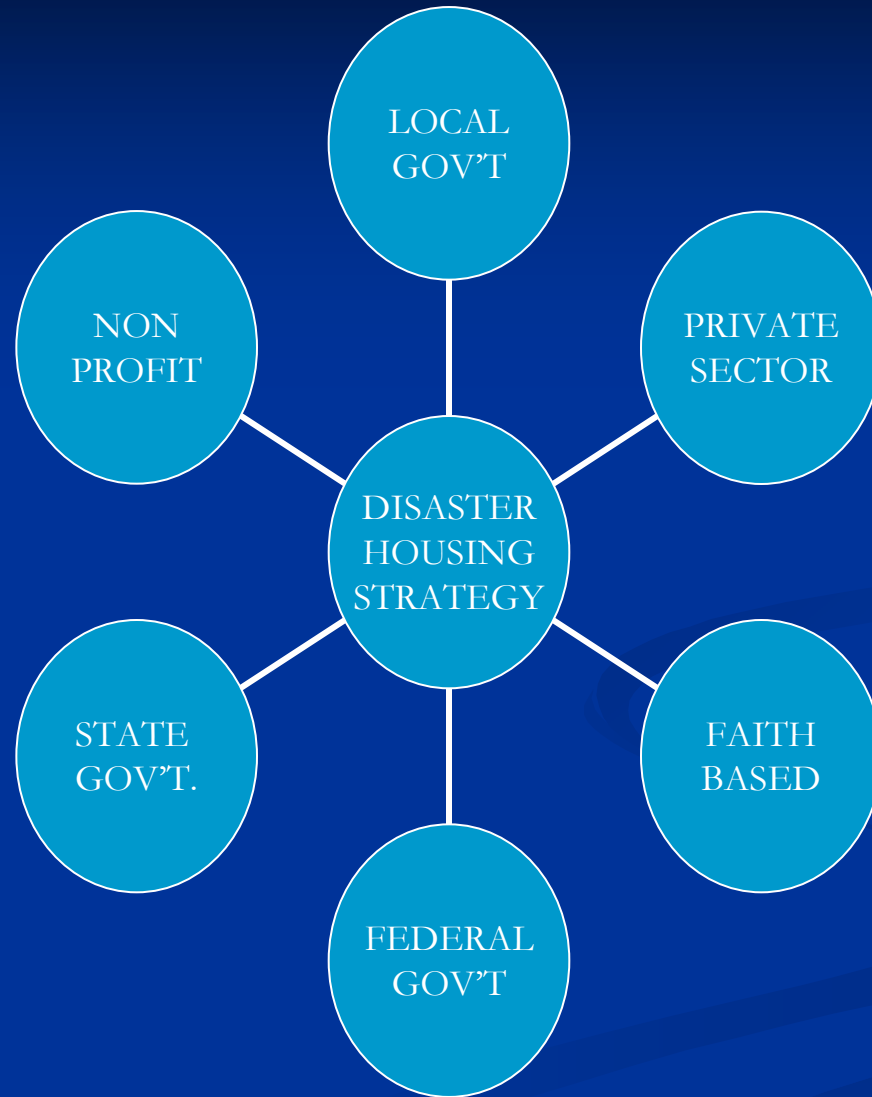 LOCAL
GOV’T
NON
PROFIT
PRIVATE
SECTOR
DISASTER
HOUSING
STRATEGY
STATE
GOV’T.
FAITH
BASED
FEDERAL
GOV’T